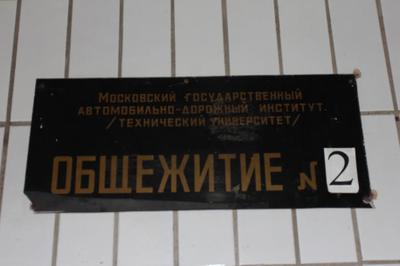 Московский государственный
автомобильно-дорожный институт.
/технический университет/
ОБЩЕЖИТИЕ № 2